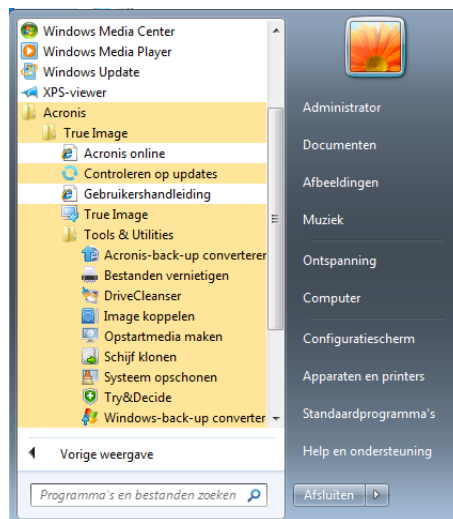 Windows Media Center
Windows Media Player
Windows Update
XPS-viewer
Acronis
True Image
Acronis online
Controleren op updates
Gebruikershandleiding
True Image
Tools & Utilities
Acronis-back-up converterer
Bestanden vernietigen
DriveCleanser
Image koppelen
Opstartmedia maken
Schijf klonen
Systeem opschonen
Try&Decide
Windows-back-up converter
Vorige weergave
Programma's en bestanden zoeken
Administrator
Documenten
Afbeeldingen
Muziek
Ontspanning
Computer
Configuratiescherm
Apparaten en printers
Standaardprogramma's
Help en ondersteuning
Afsluiten